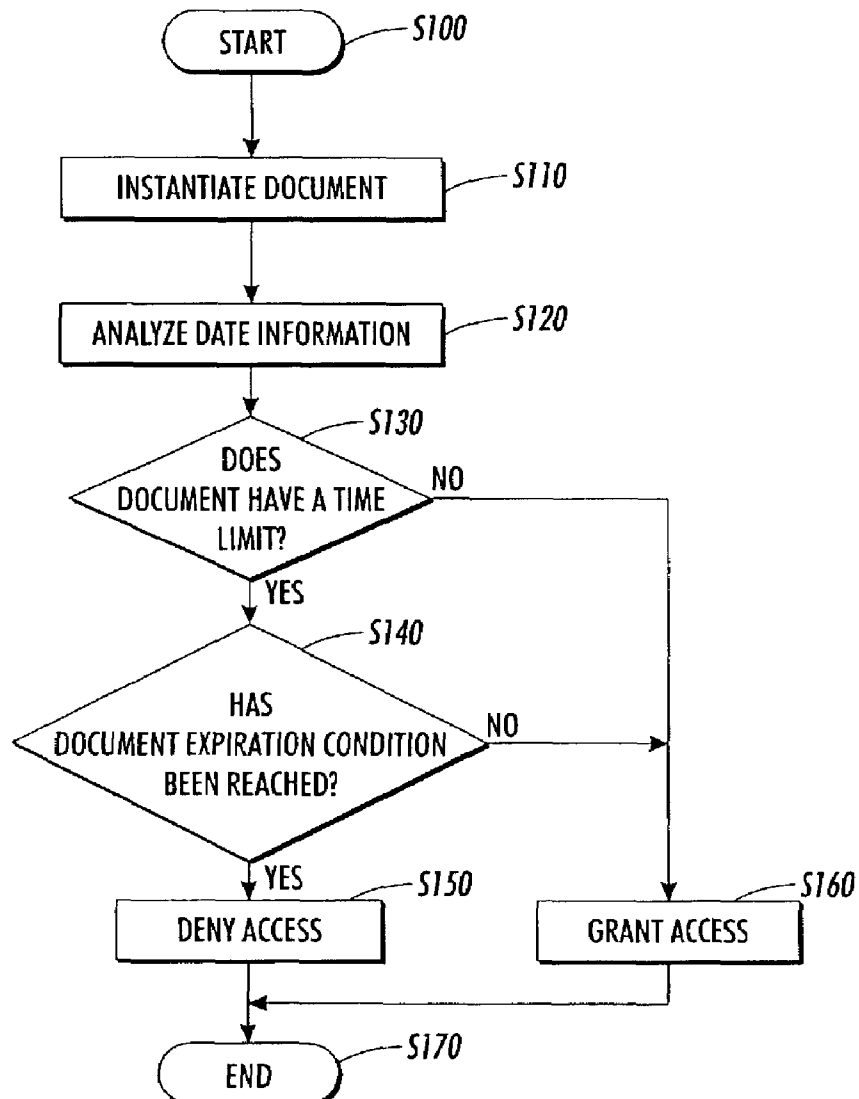 START
S100
INSTANTIATE DOCUMENT
S110
ANALYZE DATE INFORMATION
S120
S130
DOES
DOCUMENT HAVE A TIME
LIMIT?
NO
YES
S140
HAS
DOCUMENT EXPIRATION CONDITION
BEEN REACHED?
NO
YES
S150
DENY ACCESS
S160
GRANT ACCESS
S170
END